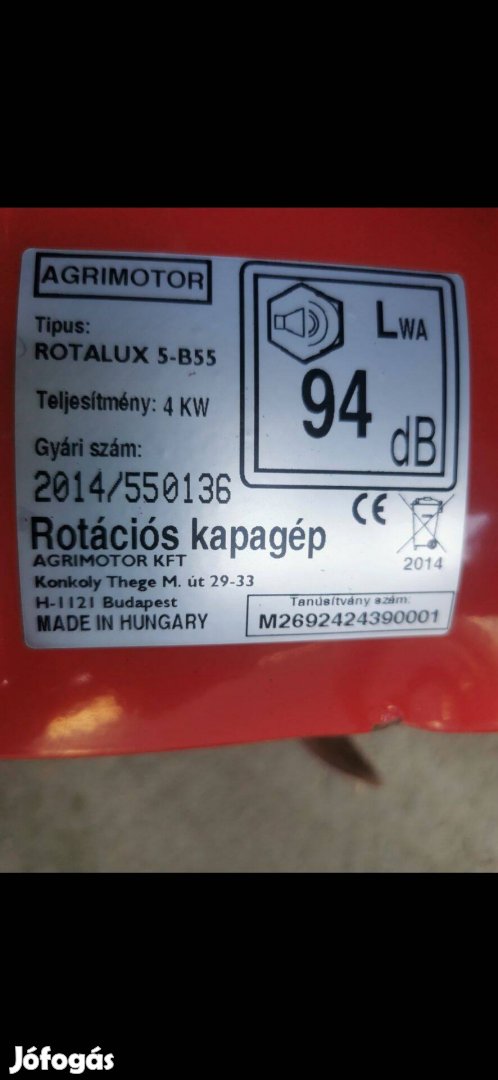 AGRIMOTOR
Tipus:
ROTALUX 5-B55
Teljesítmény: 4 KW
Gyári szám:
2014/550136
LWA
94
dB
Rotációs kapagép
CE
2014
AGRIMOTOR KFT
Konkoly Thege M. út 29-33
H-1121 Budapest
MADE IN HUNGARY
Tanúsítvány szám:
M2692424390001
Jófogás